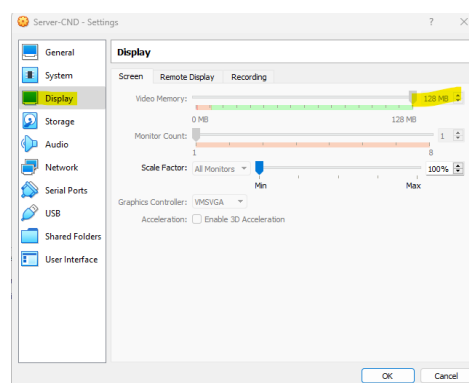 Server-CND - Settings
?
General
System
Display
Storage
Audio
Network
Serial Ports
USB
Shared Folders
User Interface
Display
Screen Remote Display Recording
Video Memory: 128 MB
0 MB 128 MB
Monitor Count: 1
1 8
Scale Factor: All Monitors 100%
Min Max
Graphics Controller: VMSVGA
Acceleration: Enable 3D Acceleration
OK Cancel